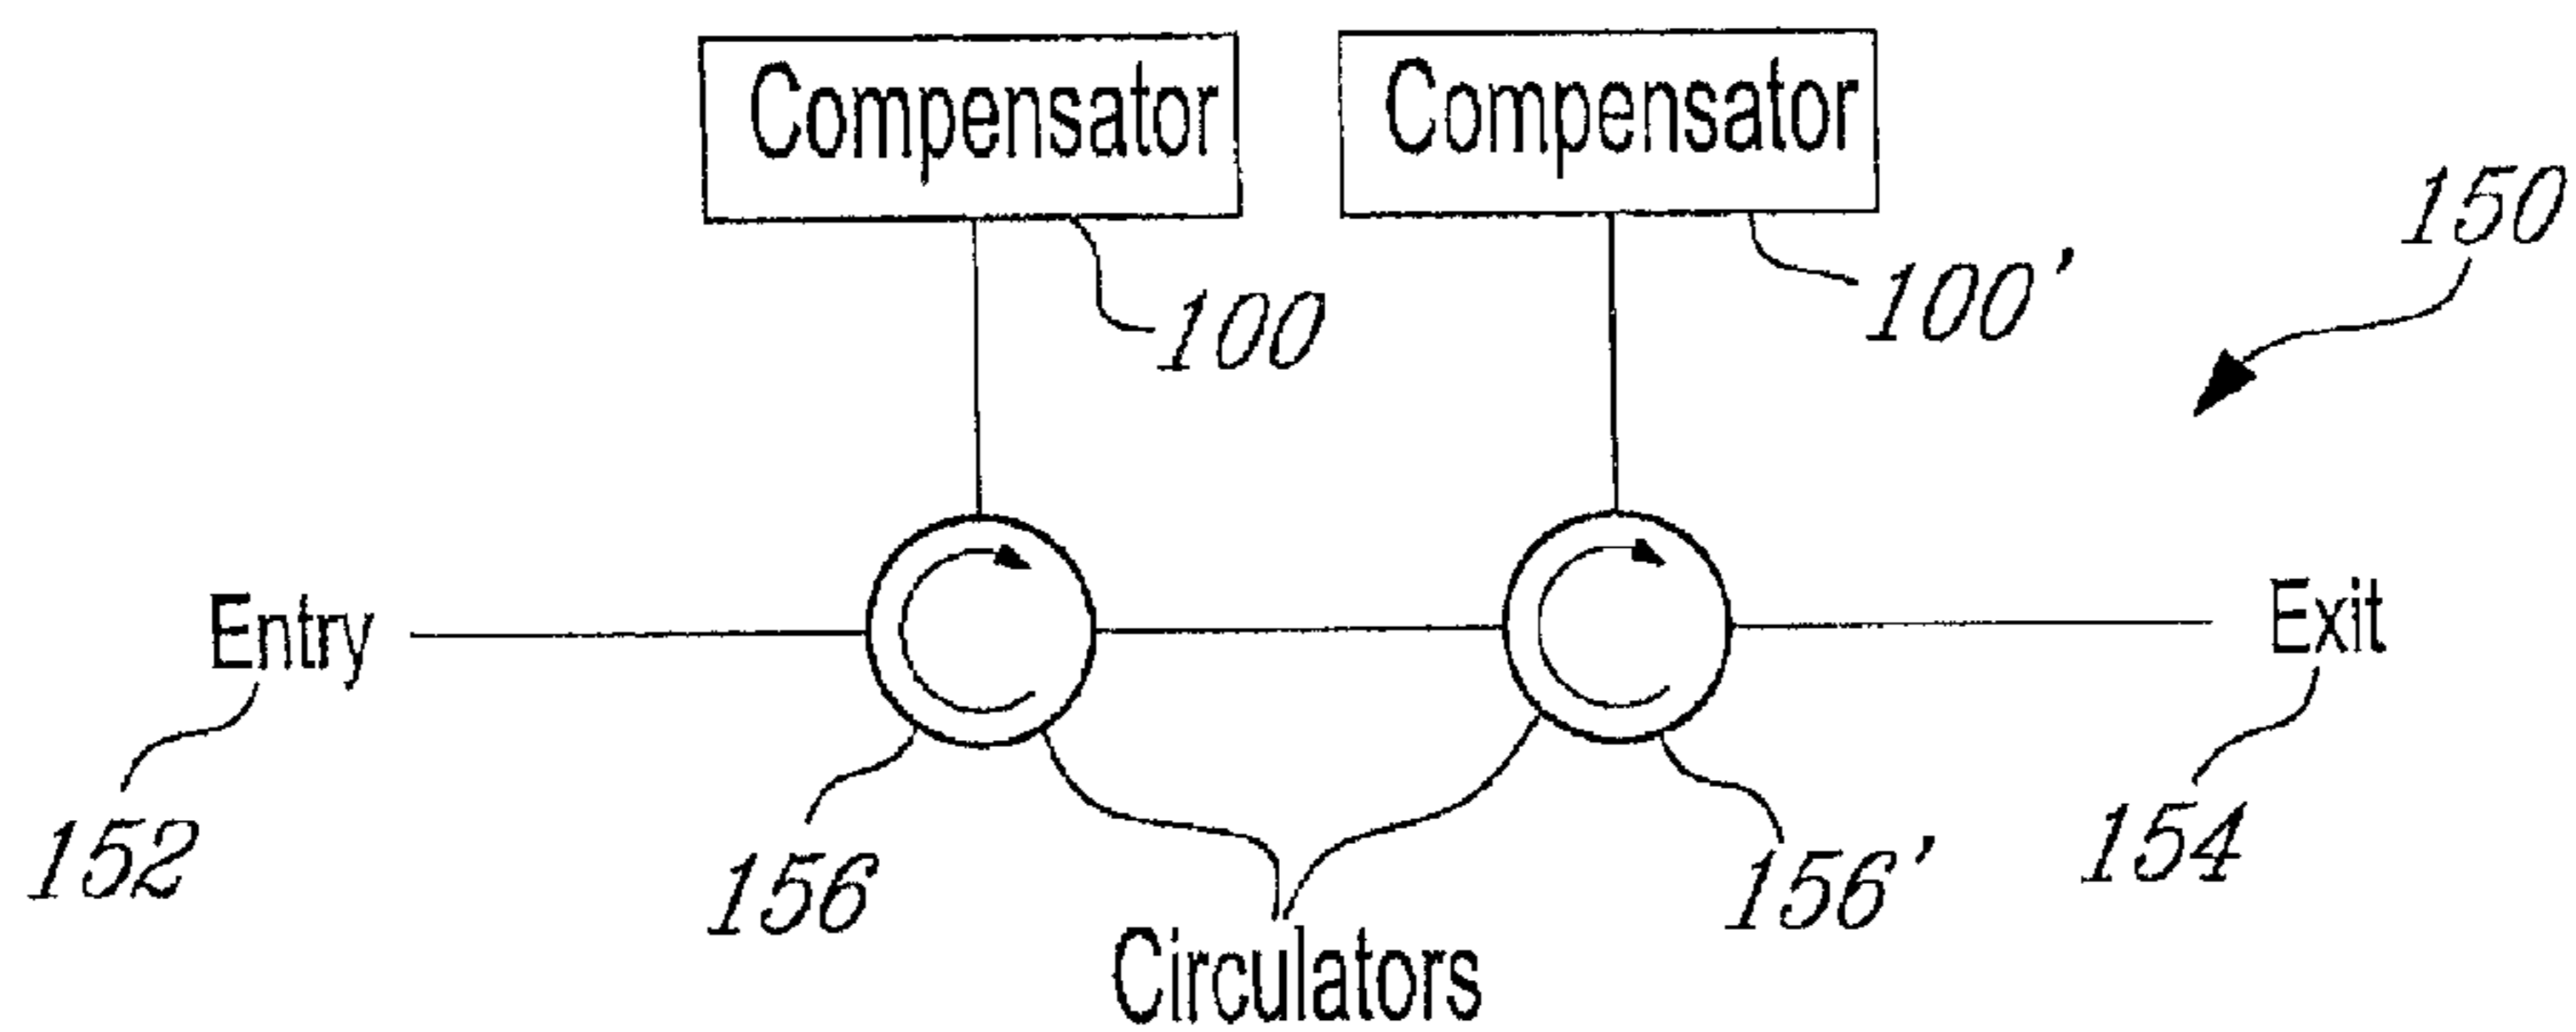 Compensator Compensator
150
100 100'
Entry Exit
152 156 156' 154
Circulators